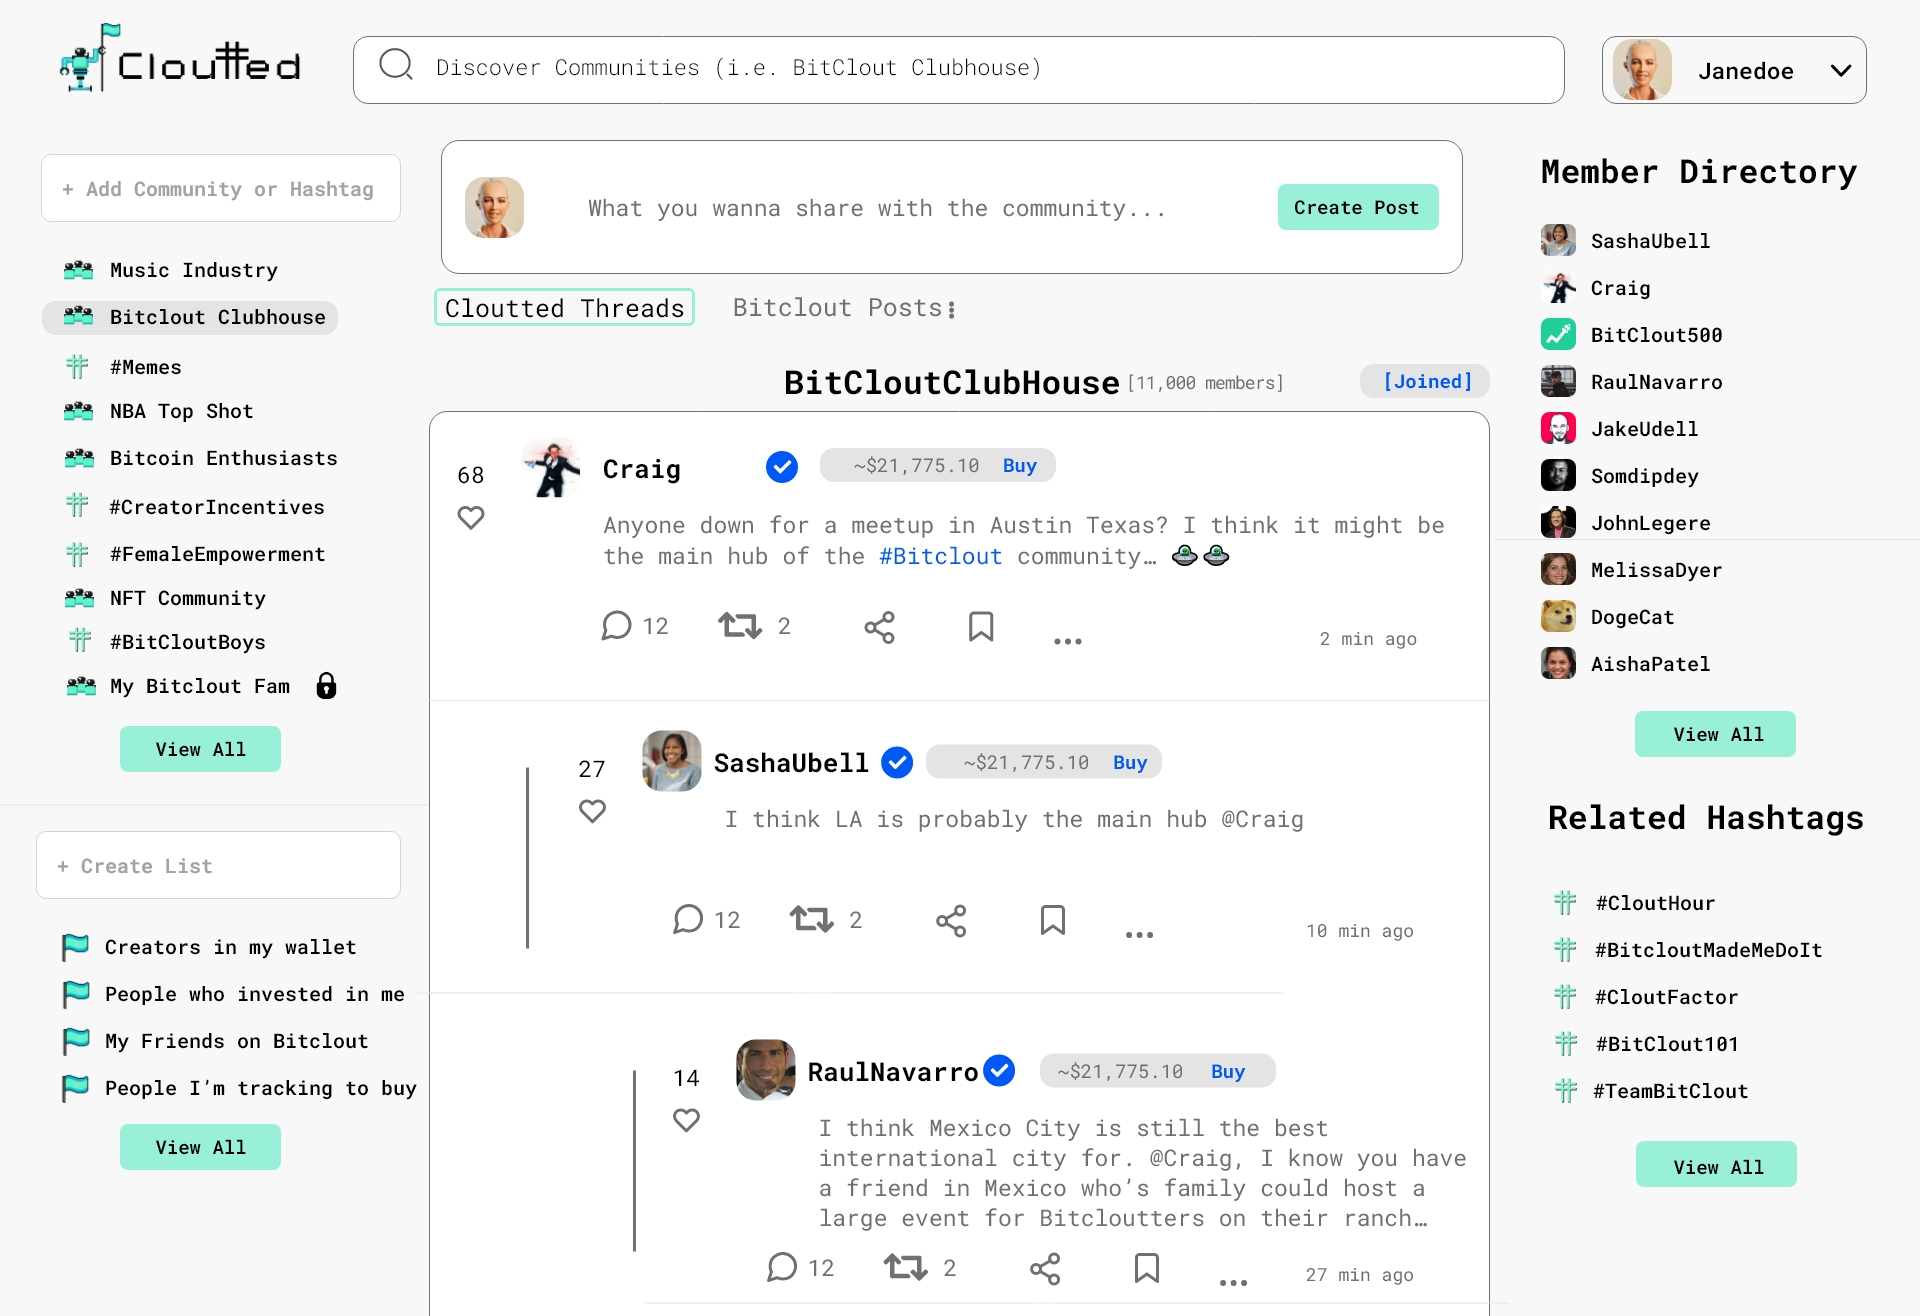 Cloutted
Discover Communities (i.e. BitClout Clubhouse)
Janedoe
+ Add Community or Hashtag
Music Industry
Bitclout Clubhouse
#Memes
NBA Top Shot
Bitcoin Enthusiasts
#CreatorIncentives
#FemaleEmpowerment
NFT Community
#BitCloutBoys
My Bitclout Fam
View All
+ Create List
Creators in my wallet
People who invested in me
My Friends on Bitclout
People I’m tracking to buy
View All
What you wanna share with the community...
Create Post
Cloutted Threads
Bitclout Posts
BitCloutClubHouse [11,000 members]
[Joined]
68
Craig
~$21,775.10 Buy
Anyone down for a meetup in Austin Texas? I think it might be
the main hub of the #Bitclout community… 🛸🛸
12
2
...
2 min ago
27
SashaUbell
~$21,775.10 Buy
I think LA is probably the main hub @Craig
12
2
...
10 min ago
14
RaulNavarro
~$21,775.10 Buy
I think Mexico City is still the best
international city for. @Craig, I know you have
a friend in Mexico who’s family could host a
large event for Bitcloutters on their ranch…
12
2
...
27 min ago
Member Directory
SashaUbell
Craig
BitClout500
RaulNavarro
JakeUdell
Somdipdey
JohnLegere
MelissaDyer
DogeCat
AishaPatel
View All
Related Hashtags
#CloutHour
#BitcloutMadeMeDoIt
#CloutFactor
#BitClout101
#TeamBitClout
View All